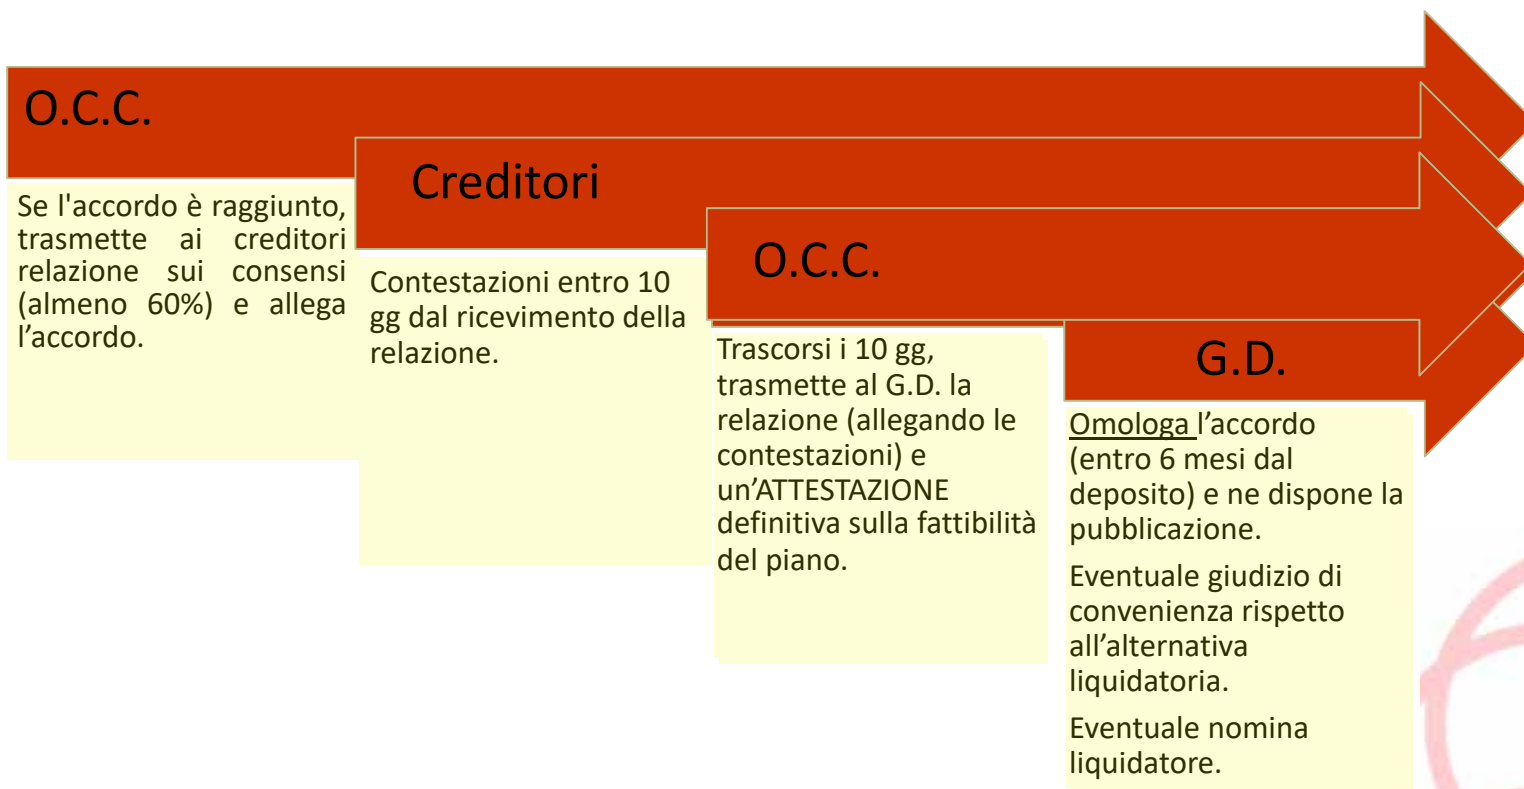 O.C.C.
Se l'accordo è raggiunto,
trasmette ai creditori
relazione sui consensi
(almeno 60%) e allega
l’accordo.
Creditori
Contestazioni entro 10
gg dal ricevimento della
relazione.
O.C.C.
Trascorsi i 10 gg,
trasmette al G.D. la
relazione (allegando le
contestazioni) e
un’ATTESTAZIONE
definitiva sulla fattibilità
del piano.
G.D.
Omologa l’accordo
(entro 6 mesi dal
deposito) e ne dispone la
pubblicazione.
Eventuale giudizio di
convenienza rispetto
all’alternativa
liquidatoria.
Eventuale nomina
liquidatore.